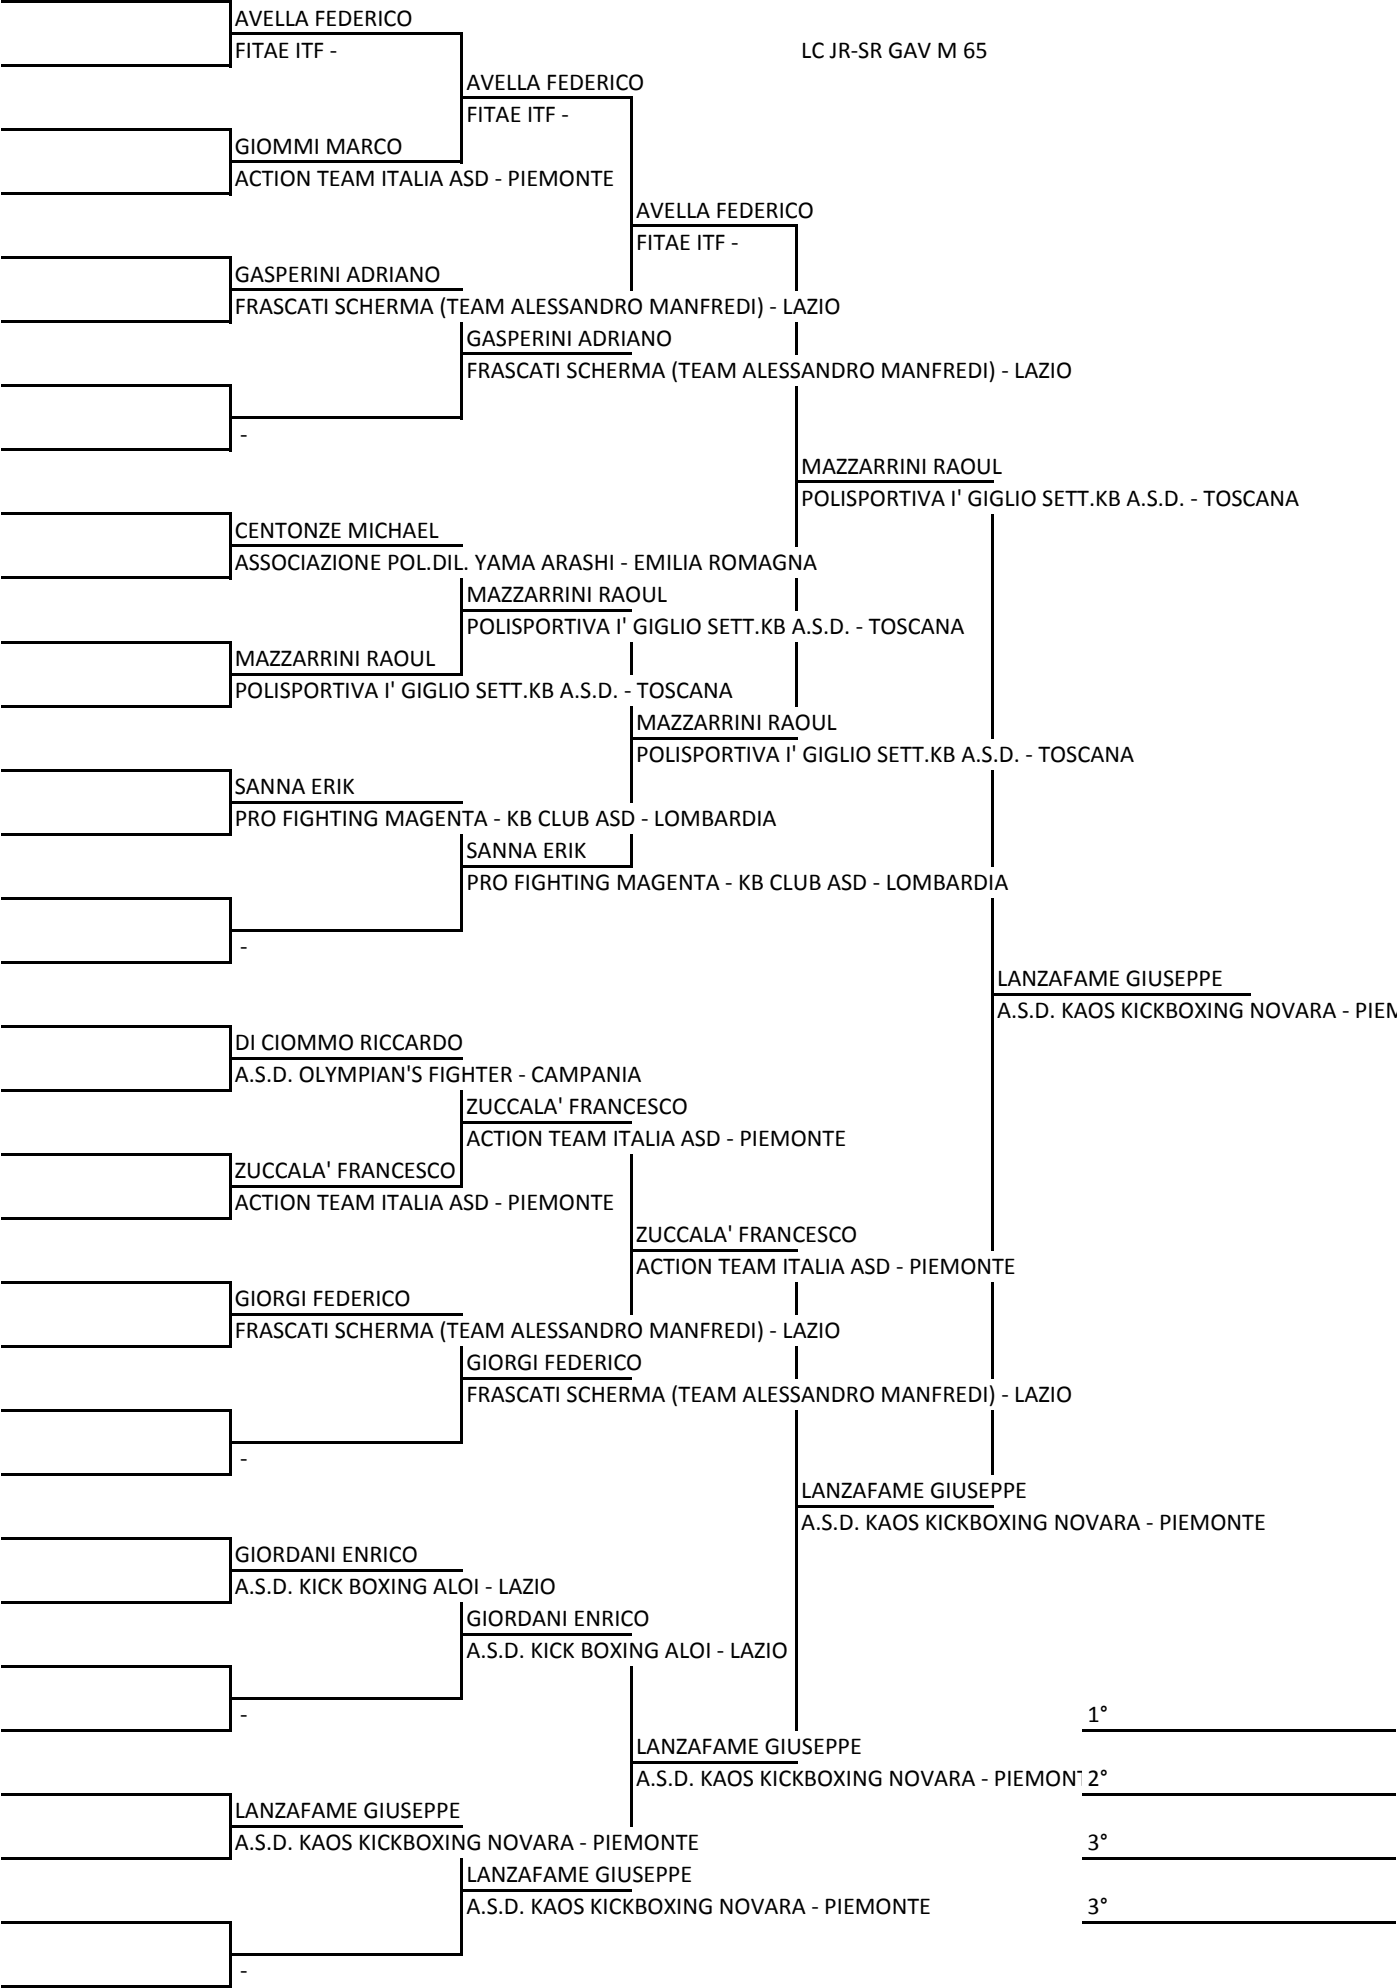 AVELLA FEDERICO
FITAE ITF -
LC JR-SR GAV M 65
AVELLA FEDERICO
FITAE ITF -
GIOMMI MARCO
ACTION TEAM ITALIA ASD - PIEMONTE
AVELLA FEDERICO
FITAE ITF -
GASPERINI ADRIANO
FRASCATI SCHERMA (TEAM ALESSANDRO MANFREDI) - LAZIO
GASPERINI ADRIANO
FRASCATI SCHERMA (TEAM ALESSANDRO MANFREDI) - LAZIO
-
MAZZARRINI RAOUL
POLISPORTIVA I' GIGLIO SETT.KB A.S.D. - TOSCANA
CENTONZE MICHAEL
ASSOCIAZIONE POL.DIL. YAMA ARASHI - EMILIA ROMAGNA
MAZZARRINI RAOUL
POLISPORTIVA I' GIGLIO SETT.KB A.S.D. - TOSCANA
MAZZARRINI RAOUL
POLISPORTIVA I' GIGLIO SETT.KB A.S.D. - TOSCANA
MAZZARRINI RAOUL
POLISPORTIVA I' GIGLIO SETT.KB A.S.D. - TOSCANA
SANNA ERIK
PRO FIGHTING MAGENTA - KB CLUB ASD - LOMBARDIA
SANNA ERIK
PRO FIGHTING MAGENTA - KB CLUB ASD - LOMBARDIA
-
LANZAFAME GIUSEPPE
A.S.D. KAOS KICKBOXING NOVARA - PIEM
DI CIOMMO RICCARDO
A.S.D. OLYMPIAN'S FIGHTER - CAMPANIA
ZUCCALA' FRANCESCO
ACTION TEAM ITALIA ASD - PIEMONTE
ZUCCALA' FRANCESCO
ACTION TEAM ITALIA ASD - PIEMONTE
ZUCCALA' FRANCESCO
ACTION TEAM ITALIA ASD - PIEMONTE
GIORGI FEDERICO
FRASCATI SCHERMA (TEAM ALESSANDRO MANFREDI) - LAZIO
GIORGI FEDERICO
FRASCATI SCHERMA (TEAM ALESSANDRO MANFREDI) - LAZIO
-
LANZAFAME GIUSEPPE
A.S.D. KAOS KICKBOXING NOVARA - PIEMONTE
GIORDANI ENRICO
A.S.D. KICK BOXING ALOI - LAZIO
GIORDANI ENRICO
A.S.D. KICK BOXING ALOI - LAZIO
-
1°
LANZAFAME GIUSEPPE
A.S.D. KAOS KICKBOXING NOVARA - PIEMONT
2°
LANZAFAME GIUSEPPE
A.S.D. KAOS KICKBOXING NOVARA - PIEMONTE
3°
LANZAFAME GIUSEPPE
A.S.D. KAOS KICKBOXING NOVARA - PIEMONTE
3°
-